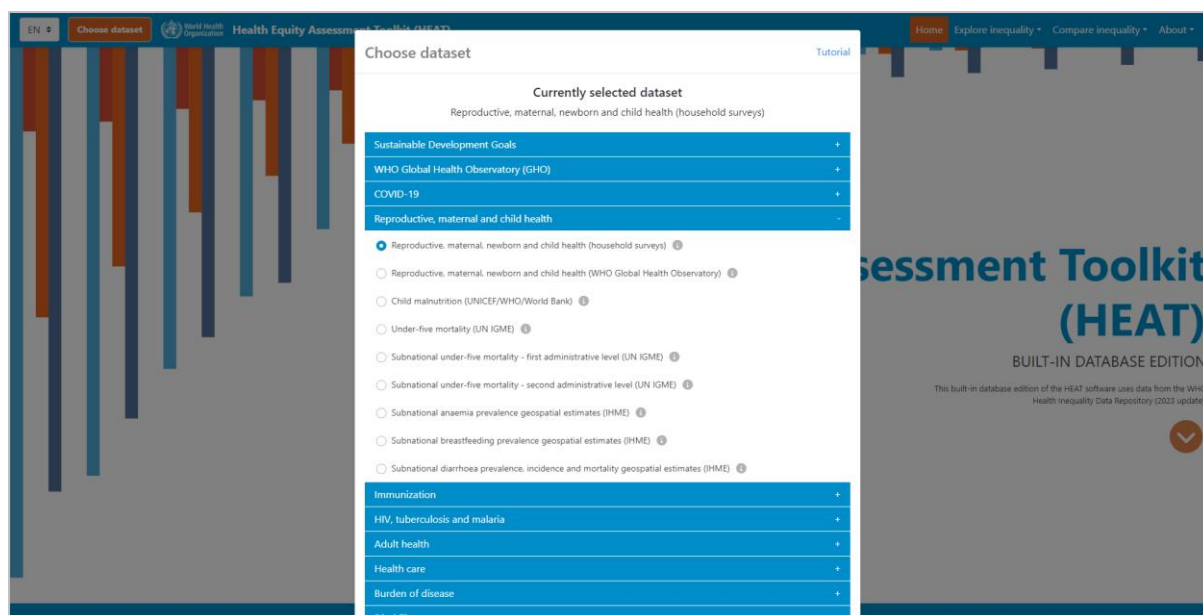 EN
Choose dataset
World Health
Organization
Health Equity Assessment Toolkit (HEAT)
Home
Explore inequality
Compare inequality
About
Choose dataset
Tutorial
Currently selected dataset
Reproductive, maternal, newborn and child health (household surveys)
Sustainable Development Goals +
WHO Global Health Observatory (GHO) +
COVID-19 +
Reproductive, maternal and child health -
Reproductive, maternal, newborn and child health (household surveys)
Reproductive, maternal, newborn and child health (WHO Global Health Observatory)
Child malnutrition (UNICEF/WHO/World Bank)
Under-five mortality (UN IGME)
Subnational under-five mortality - first administrative level (UN IGME)
Subnational under-five mortality - second administrative level (UN IGME)
Subnational anaemia prevalence geospatial estimates (IHME)
Subnational breastfeeding prevalence geospatial estimates (IHME)
Subnational diarrhoea prevalence, incidence and mortality geospatial estimates (IHME)
Immunization +
HIV, tuberculosis and malaria +
Adult health +
Health care +
Burden of disease +
sessment Toolkit
(HEAT)
BUILT-IN DATABASE EDITION
This built-in database edition of the HEAT software uses data from the WHO
Health Inequality Data Repository (2023 update